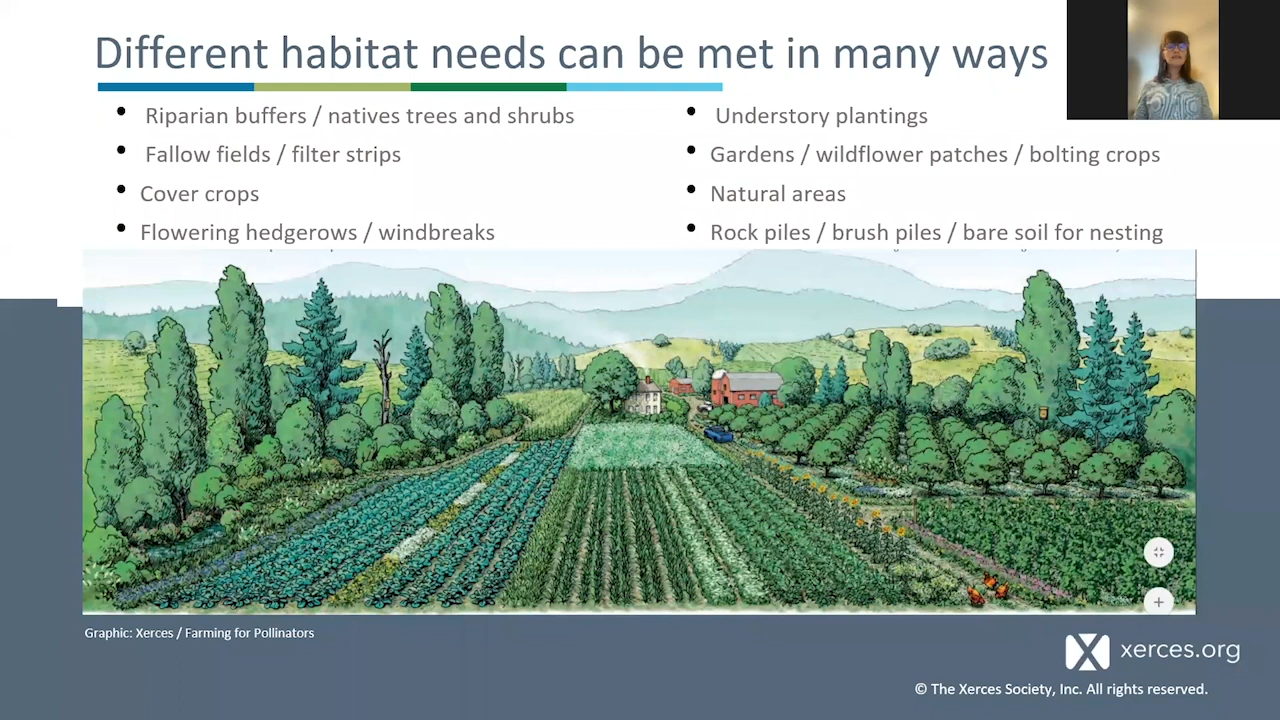 Different habitat needs can be met in many ways
• Riparian buffers / natives trees and shrubs
• Fallow fields / filter strips
• Cover crops
• Flowering hedgerows / windbreaks
• Understory plantings
• Gardens / wildflower patches / bolting crops
• Natural areas
• Rock piles / brush piles / bare soil for nesting
Graphic: Xerces / Farming for Pollinators
xerces.org
© The Xerces Society, Inc. All rights reserved.